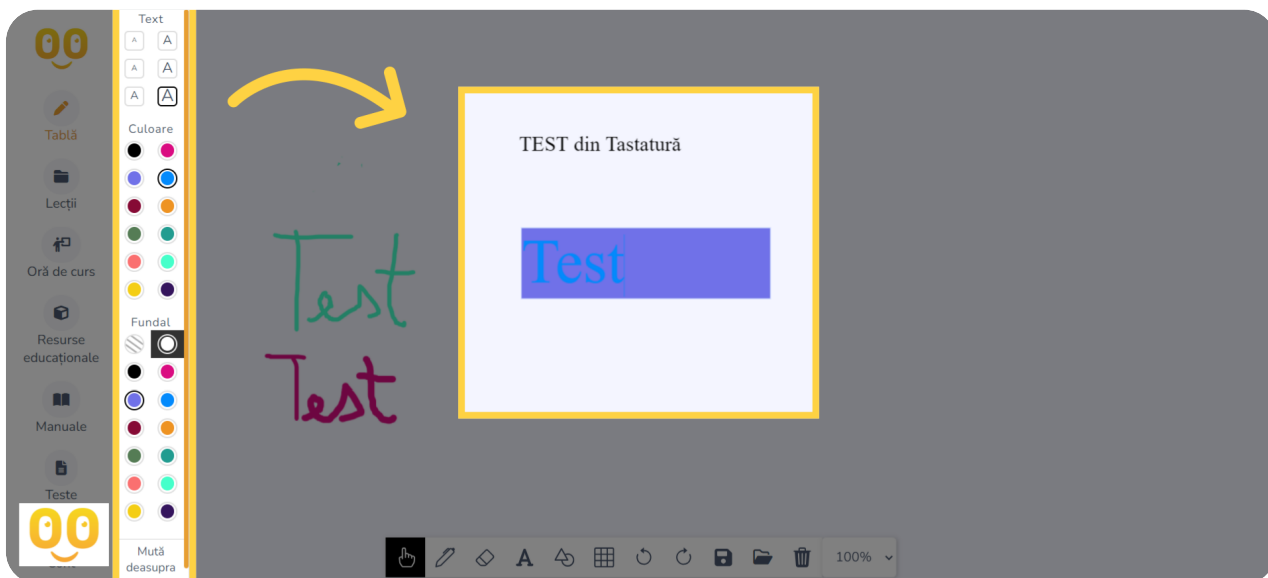 Tablă
Lecții
Oră de curs
Resurse
educaționale
Manuale
Teste
Text
A A
A A
A A
Culoare
Fundal
Mută
deasupra
TEST din Tastatură
Test
Test
Test
A
100%